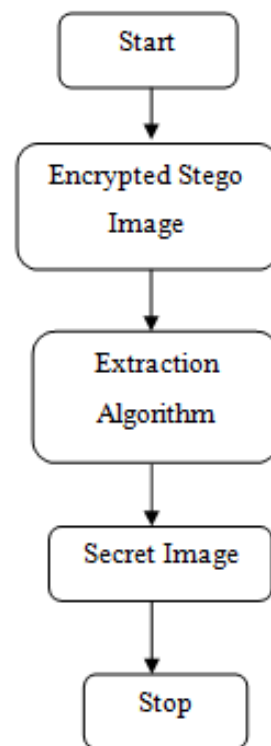 Start
Encrypted Stego
Image
Extraction
Algorithm
Secret Image
Stop